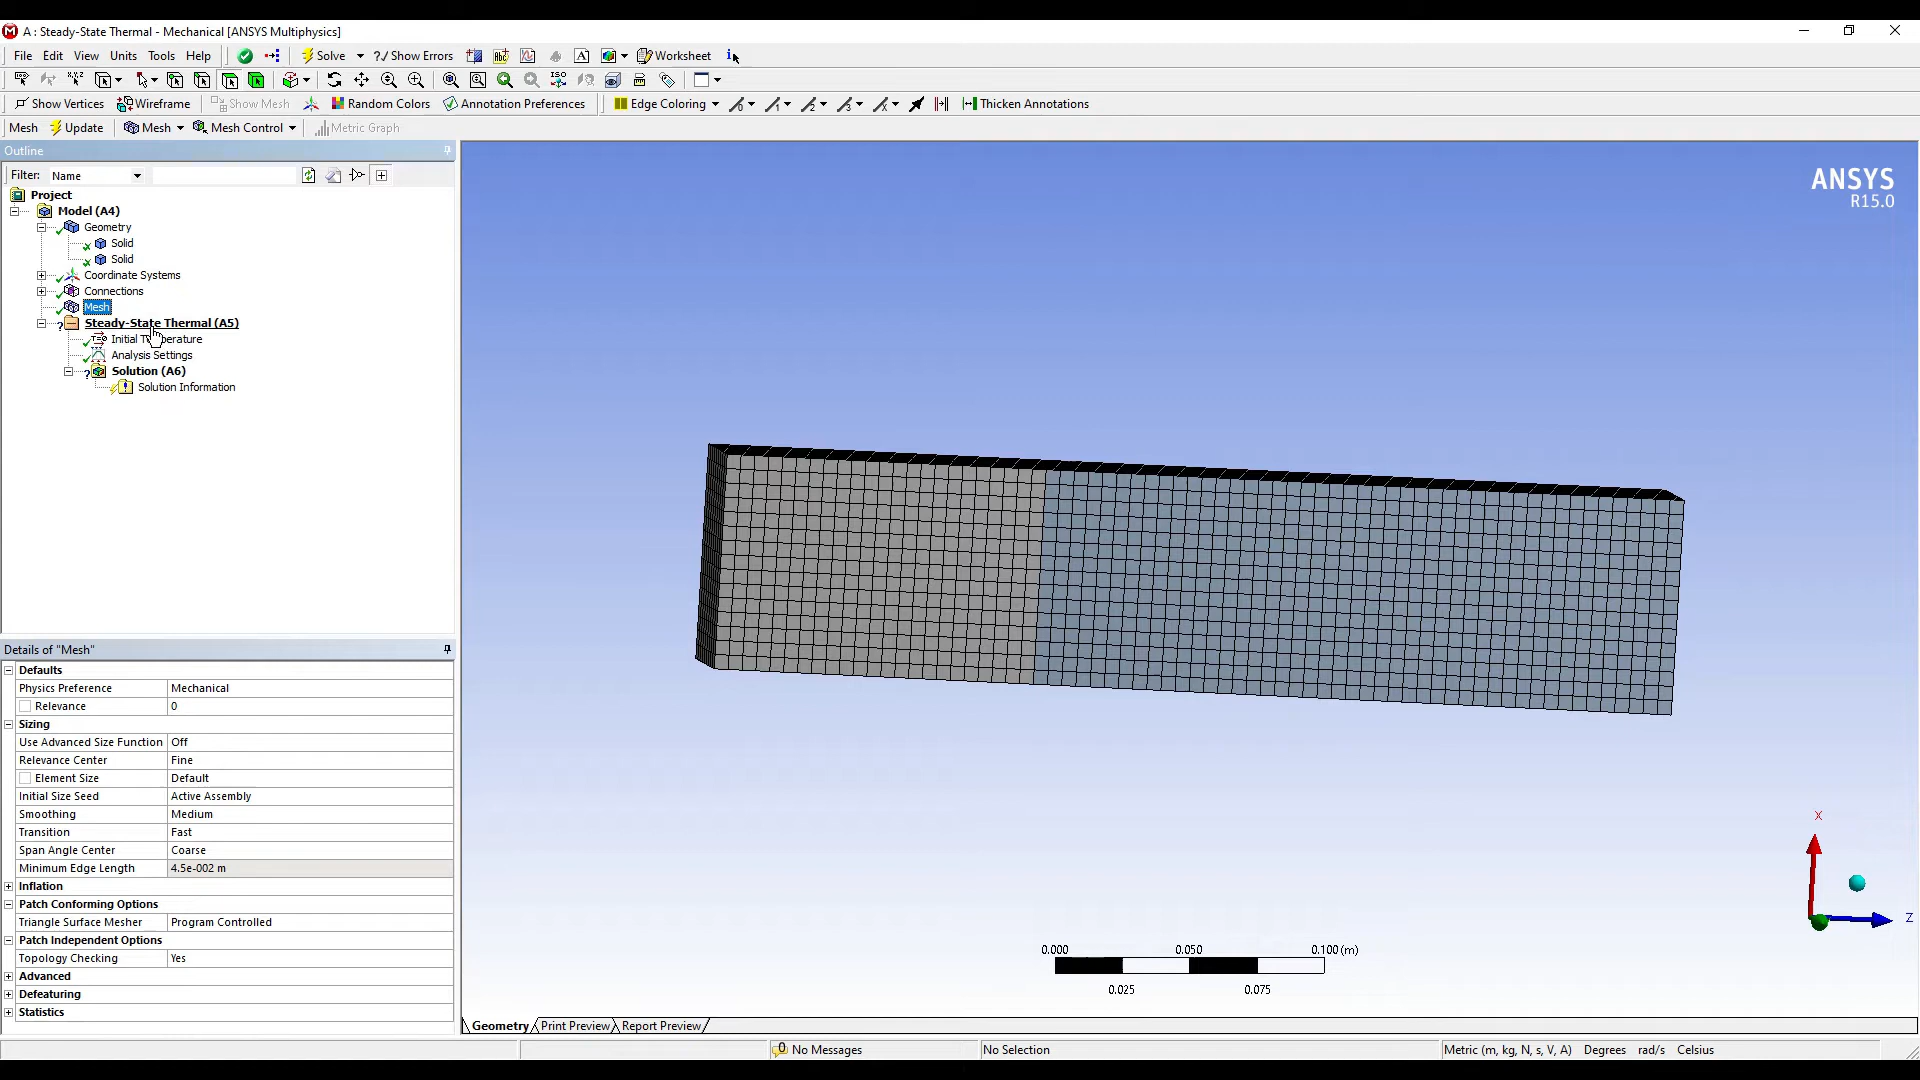 A : Steady-State Thermal - Mechanical [ANSYS Multiphysics]
File Edit View Units Tools Help Solve ?/ Show Errors Worksheet
Show Vertices Wireframe Show Mesh Random Colors Annotation Preferences Edge Coloring Thicken Annotations
Mesh Update Mesh Mesh Control Metric Graph
Outline
Filter: Name
Project
Model (A4)
Geometry
Solid
Solid
Coordinate Systems
Connections
Mesh
Steady-State Thermal (A5)
Initial Temperature
Analysis Settings
Solution (A6)
Solution Information
Details of "Mesh"
Defaults
Physics Preference Mechanical
Relevance 0
Sizing
Use Advanced Size Function Off
Relevance Center Fine
Element Size Default
Initial Size Seed Active Assembly
Smoothing Medium
Transition Fast
Span Angle Center Coarse
Minimum Edge Length 4.5e-002 m
Inflation
Patch Conforming Options
Triangle Surface Mesher Program Controlled
Patch Independent Options
Topology Checking Yes
Advanced
Defeaturing
Statistics
ANSYS
R15.0
X
Z
0.000 0.050 0.100 (m)
0.025 0.075
Geometry Print Preview Report Preview
0 No Messages No Selection Metric (m, kg, N, s, V, A) Degrees rad/s Celsius